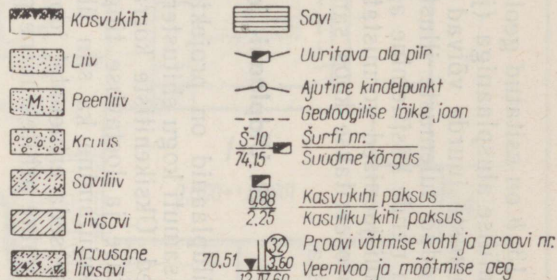 Kasvukiht
Liiv
M Peenliiv
Kruus
Saviliiv
Liivsavi
Kruusane
liivsavi
Savi
Uuritava ala piir
Ajutine kindelpunkt
Geoloogilise lõike joon
Š-10 Šurfi nr.
74,15 Suudme kõrgus
0,88 Kasvukihi paksus
2,25 Kasuliku kihi paksus
32 Proovi võtmise koht ja proovi nr.
70,51 3,60 Veenivoo ja mõõtmise aeg